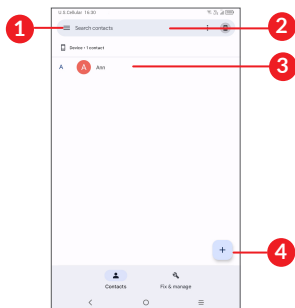 U.S.Cellular 16:30
1
Search contacts
2
Device • 1 contact
A A Ann
3
+
4
Contacts Fix & manage